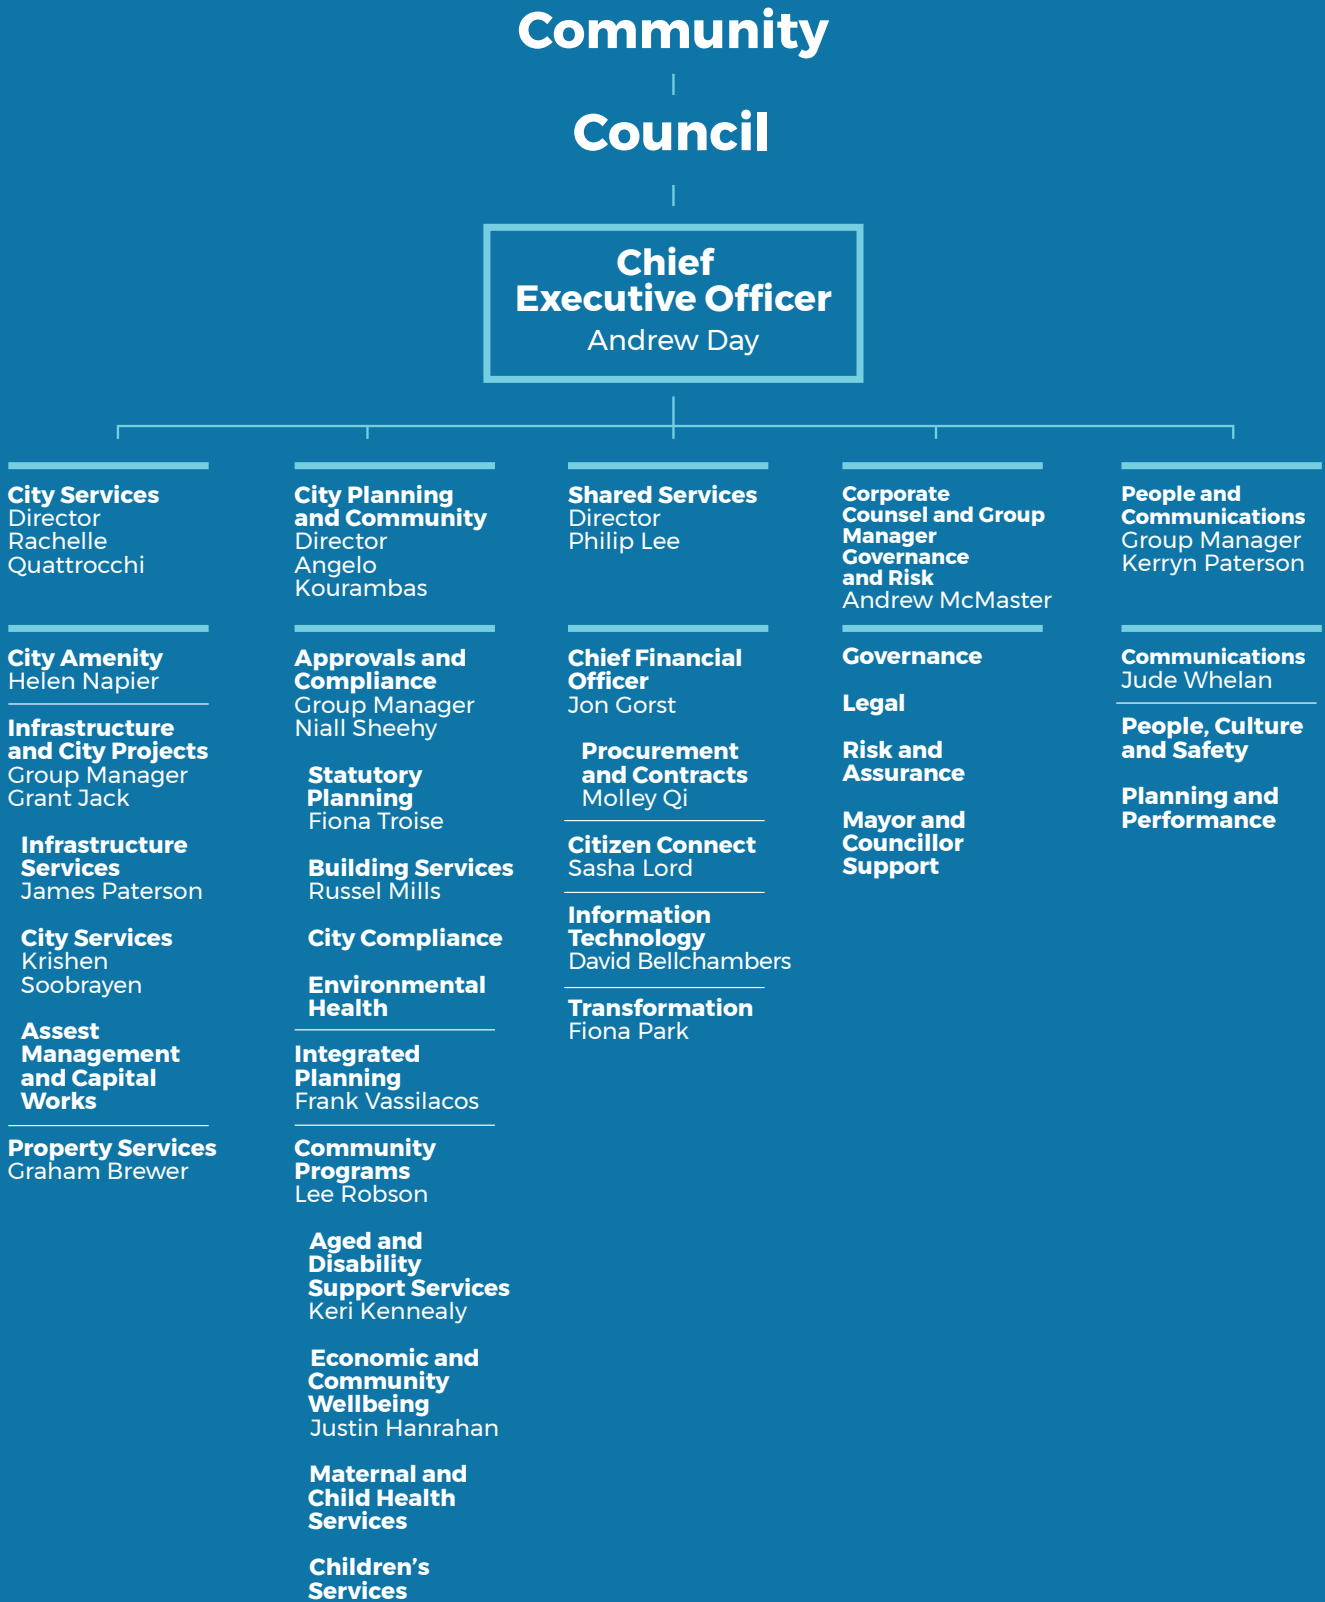 Community
Council
Chief
Executive Officer
Andrew Day
City Services
Director
Rachelle
Quattrocchi
City Amenity
Helen Napier
Infrastructure
and City Projects
Group Manager
Grant Jack
Infrastructure
Services
James Paterson
City Services
Krishen
Soobrayen
Assest
Management
and Capital
Works
Property Services
Graham Brewer
City Planning
and Community
Director
Angelo
Kourambas
Approvals and
Compliance
Group Manager
Niall Sheehy
Statutory
Planning
Fiona Troise
Building Services
Russel Mills
City Compliance
Environmental
Health
Integrated
Planning
Frank Vassilacos
Community
Programs
Lee Robson
Aged and
Disability
Support Services
Keri Kennealy
Economic and
Community
Wellbeing
Justin Hanrahan
Maternal and
Child Health
Services
Children's
Services
Shared Services
Director
Philip Lee
Chief Financial
Officer
Jon Gorst
Procurement
and Contracts
Molley Qi
Citizen Connect
Sasha Lord
Information
Technology
David Bellchambers
Transformation
Fiona Park
Corporate
Counsel and Group
Manager
Governance
and Risk
Andrew McMaster
Governance
Legal
Risk and
Assurance
Mayor and
Councillor
Support
People and
Communications
Group Manager
Kerryn Paterson
Communications
Jude Whelan
People, Culture
and Safety
Planning and
Performance